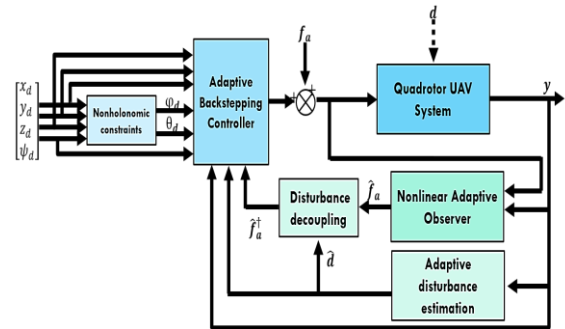 d
f_a
x_d
y_d
z_d
ψ_d
Nonholonomic
constraints
φ_d
θ_d
Adaptive
Backstepping
Controller
+
+
Quadrotor UAV
System
y
Disturbance
decoupling
f̂_a
f̂_a^†
Nonlinear Adaptive
Observer
d̂
Adaptive
disturbance
estimation